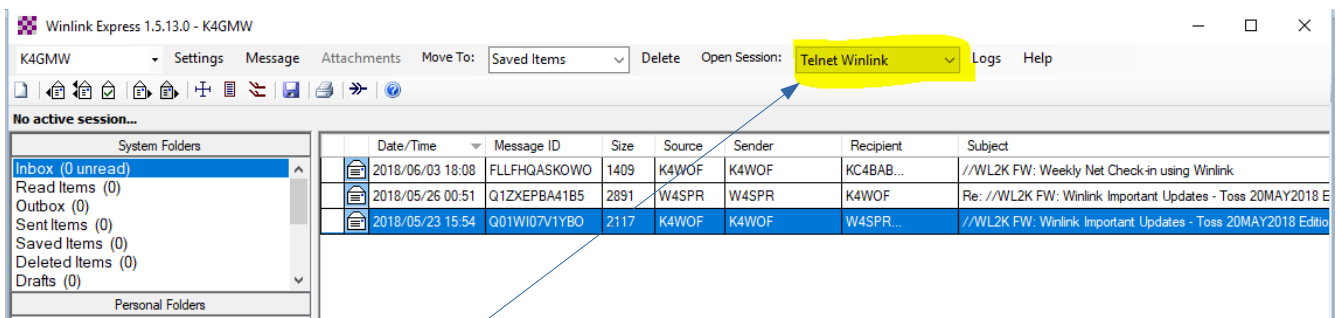 Winlink Express 1.5.13.0 - K4GMW
K4GMW Settings Message Attachments Move To: Saved Items Delete Open Session: Telnet Winlink Logs Help
No active session...
System Folders
Inbox (0 unread)
Read Items (0)
Outbox (0)
Sent Items (0)
Saved Items (0)
Deleted Items (0)
Drafts (0)
Personal Folders
Date/Time Message ID Size Source Sender Recipient Subject
2018/06/03 18:08 FLLFHQASKOWO 1409 K4WOF K4WOF KC4BAB... //WL2K FW: Weekly Net Check-in using Winlink
2018/05/26 00:51 Q1ZXEPBA41B5 2891 W4SPR W4SPR K4WOF Re: //WL2K FW: Winlink Important Updates - Toss 20MAY2018 E
2018/05/23 15:54 Q01WI07V1YBO 2117 K4WOF K4WOF W4SPR... //WL2K FW: Winlink Important Updates - Toss 20MAY2018 Editio